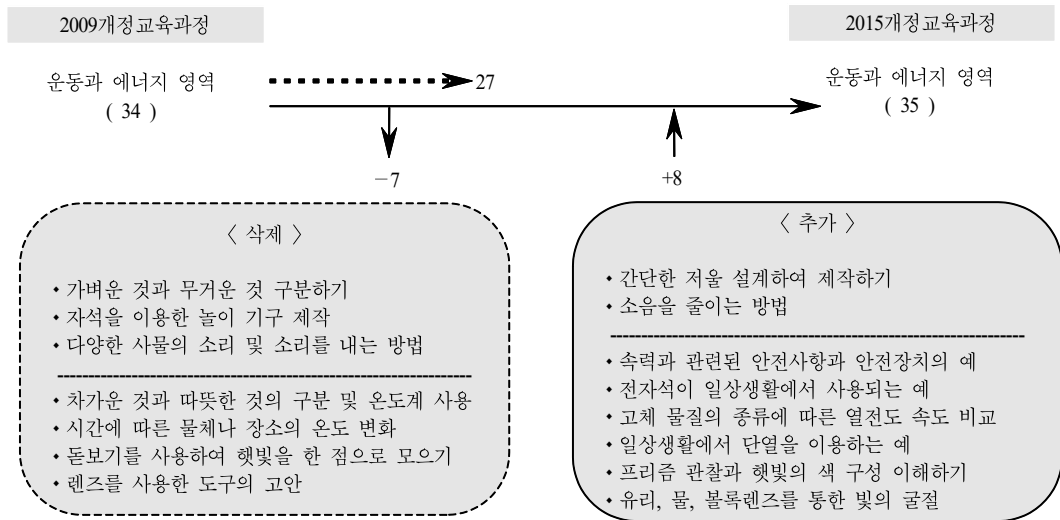 2009개정교육과정
2015개정교육과정
운동과 에너지 영역
( 34 )
27
운동과 에너지 영역
( 35 )
－7
+8
〈 삭제 〉
• 가벼운 것과 무거운 것 구분하기
• 자석을 이용한 놀이 기구 제작
• 다양한 사물의 소리 및 소리를 내는 방법
• 차가운 것과 따뜻한 것의 구분 및 온도계 사용
• 시간에 따른 물체나 장소의 온도 변화
• 돋보기를 사용하여 햇빛을 한 점으로 모으기
• 렌즈를 사용한 도구의 고안
〈 추가 〉
• 간단한 저울 설계하여 제작하기
• 소음을 줄이는 방법
• 속력과 관련된 안전사항과 안전장치의 예
• 전자석이 일상생활에서 사용되는 예
• 고체 물질의 종류에 따른 열전도 속도 비교
• 일상생활에서 단열을 이용하는 예
• 프리즘 관찰과 햇빛의 색 구성 이해하기
• 유리, 물, 볼록렌즈를 통한 빛의 굴절